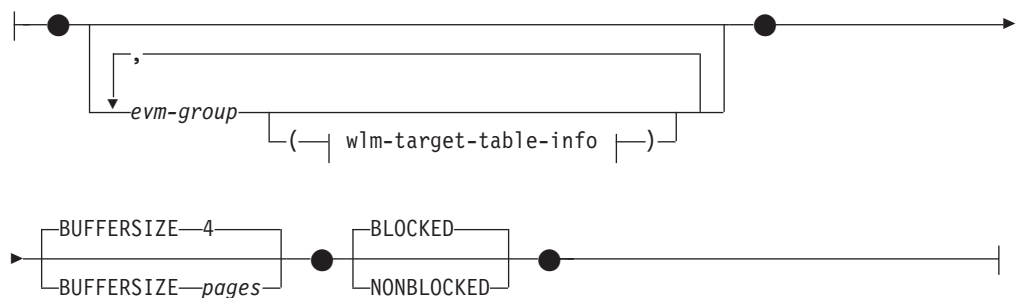 ,
evm-group
( wlm-target-table-info )
BUFFERSIZE 4 BLOCKED
BUFFERSIZE pages NONBLOCKED